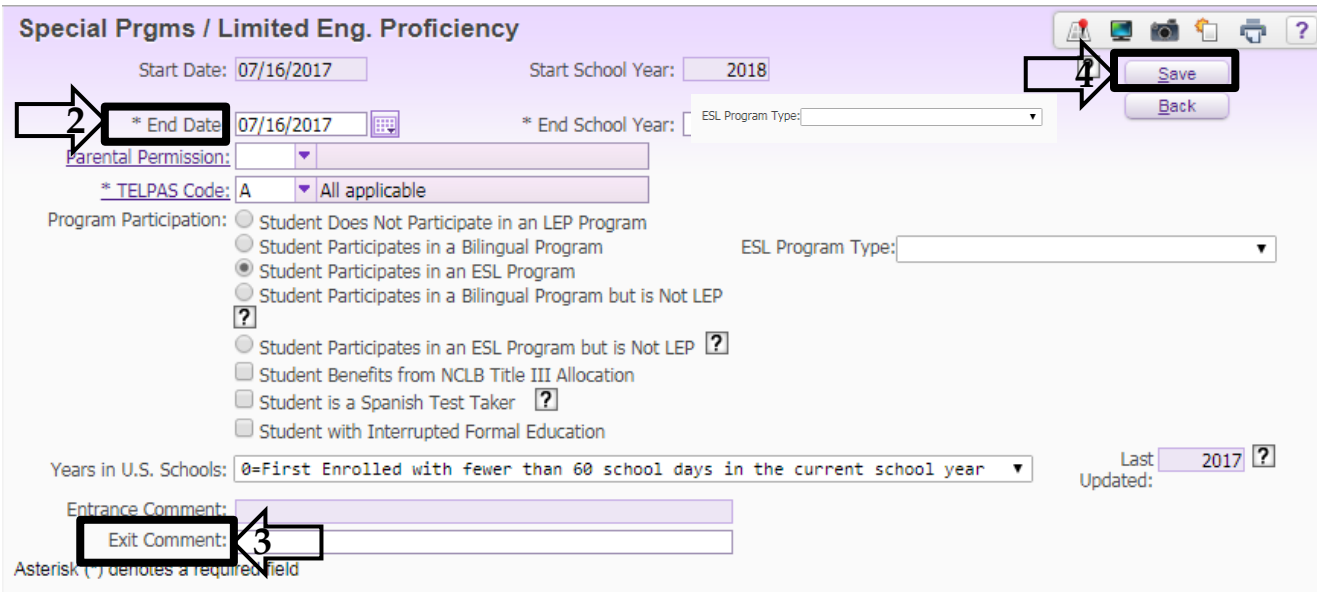 Special Prgms / Limited Eng. Proficiency
?
Start Date: 07/16/2017 Start School Year: 2018
4 Save
2 * End Date 07/16/2017 * End School Year: ESL Program Type: Back
Parental Permission:
* TELPAS Code: A All applicable
Program Participation: Student Does Not Participate in an LEP Program
Student Participates in a Bilingual Program ESL Program Type:
Student Participates in an ESL Program
Student Participates in a Bilingual Program but is Not LEP
?
Student Participates in an ESL Program but is Not LEP ?
Student Benefits from NCLB Title III Allocation
Student is a Spanish Test Taker ?
Student with Interrupted Formal Education
Years in U.S. Schools: 0=First Enrolled with fewer than 60 school days in the current school year Last Updated: 2017 ?
Entrance Comment:
Exit Comment: 3
Asterisk (*) denotes a required field